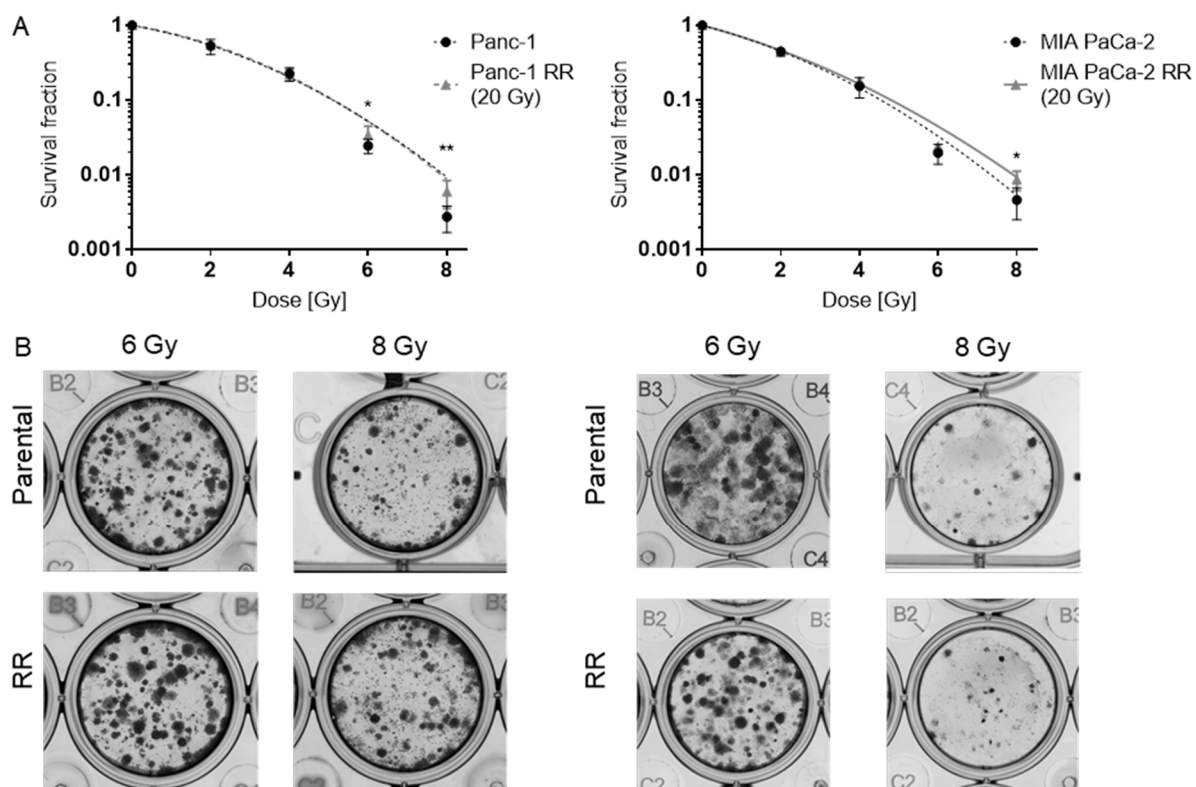 A
Survival fraction
1
0.1
0.01
0.001
0
2
4
6
8
Dose [Gy]
*
**
Panc-1
Panc-1 RR
(20 Gy)
Survival fraction
1
0.1
0.01
0.001
0
2
4
6
8
Dose [Gy]
*
MIA PaCa-2
MIA PaCa-2 RR
(20 Gy)
B
6 Gy
8 Gy
6 Gy
8 Gy
Parental
B2
B3
C2
C
C2
Parental
B3
B4
C4
C4
RR
B3
B4
B2
B3
C2
RR
B2
B3
C2
B2
B3
C2